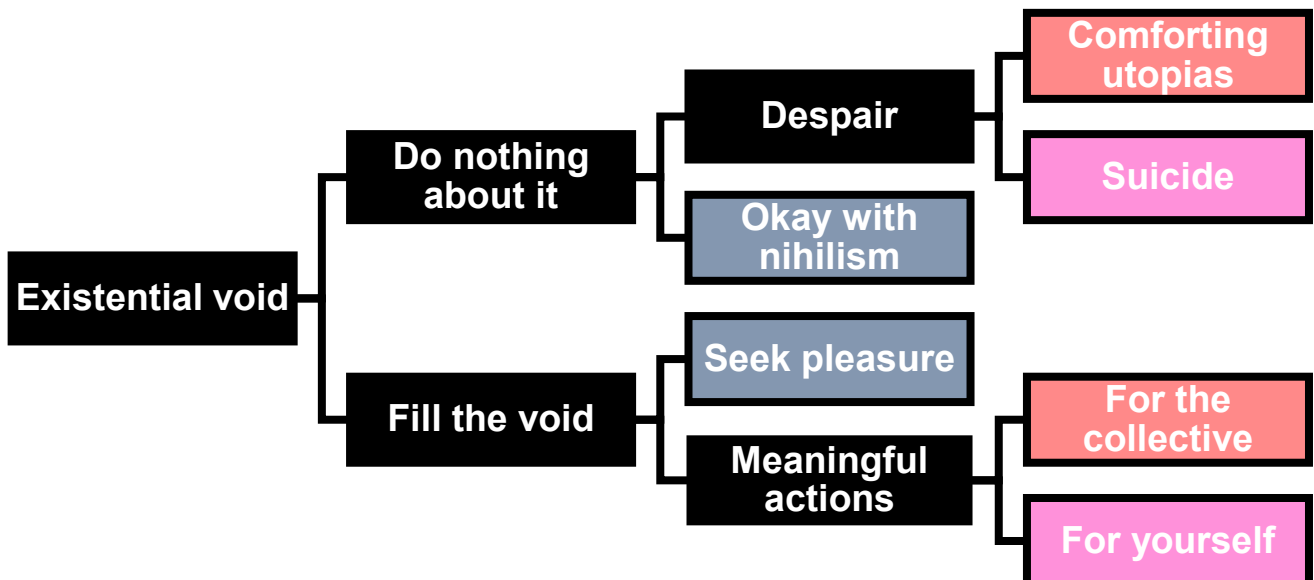 Existential void
Do nothing
about it
Fill the void
Despair
Okay with
nihilism
Seek pleasure
Meaningful
actions
Comforting
utopias
Suicide
For the
collective
For yourself